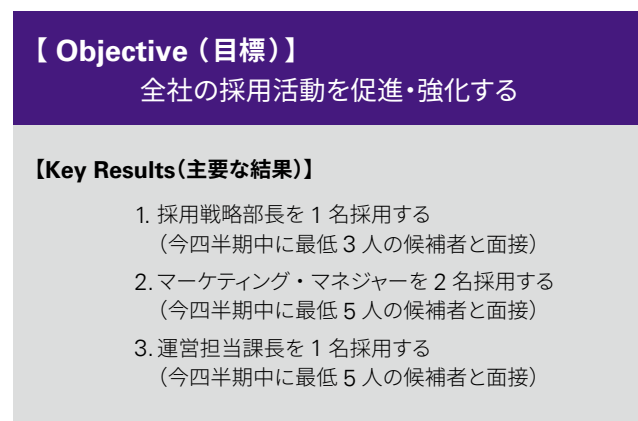 【 Objective（目標）】
全社の採用活動を促進・強化する
【Key Results（主要な結果）】
1. 採用戦略部長を 1 名採用する
（今四半期中に最低 3 人の候補者と面接）
2. マーケティング・マネジャーを 2 名採用する
（今四半期中に最低 5 人の候補者と面接）
3. 運営担当課長を 1 名採用する
（今四半期中に最低 5 人の候補者と面接）